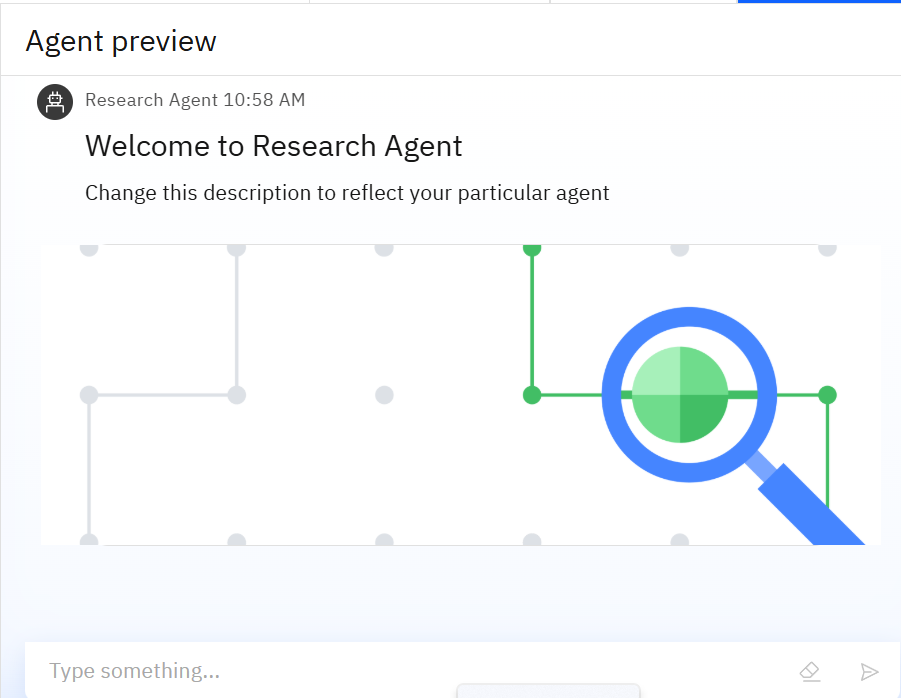 Agent preview
Research Agent 10:58 AM
Welcome to Research Agent
Change this description to reflect your particular agent
Type something...